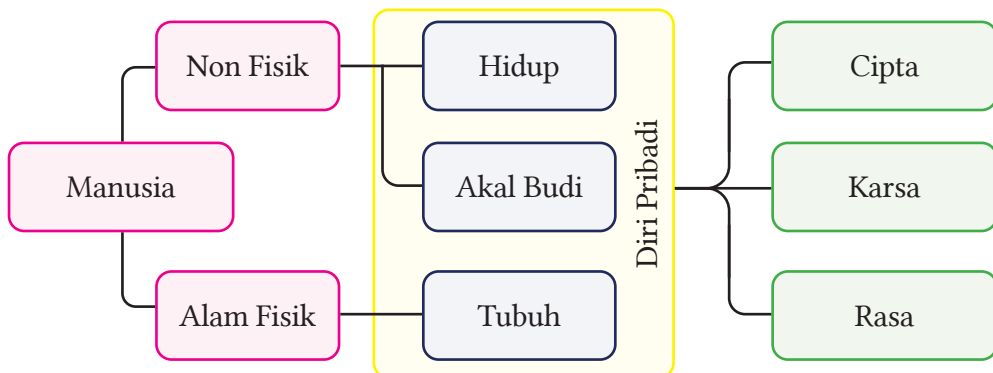 Manusia
Non Fisik
Alam Fisik
Hidup
Akal Budi
Tubuh
Diri Pribadi
Cipta
Karsa
Rasa